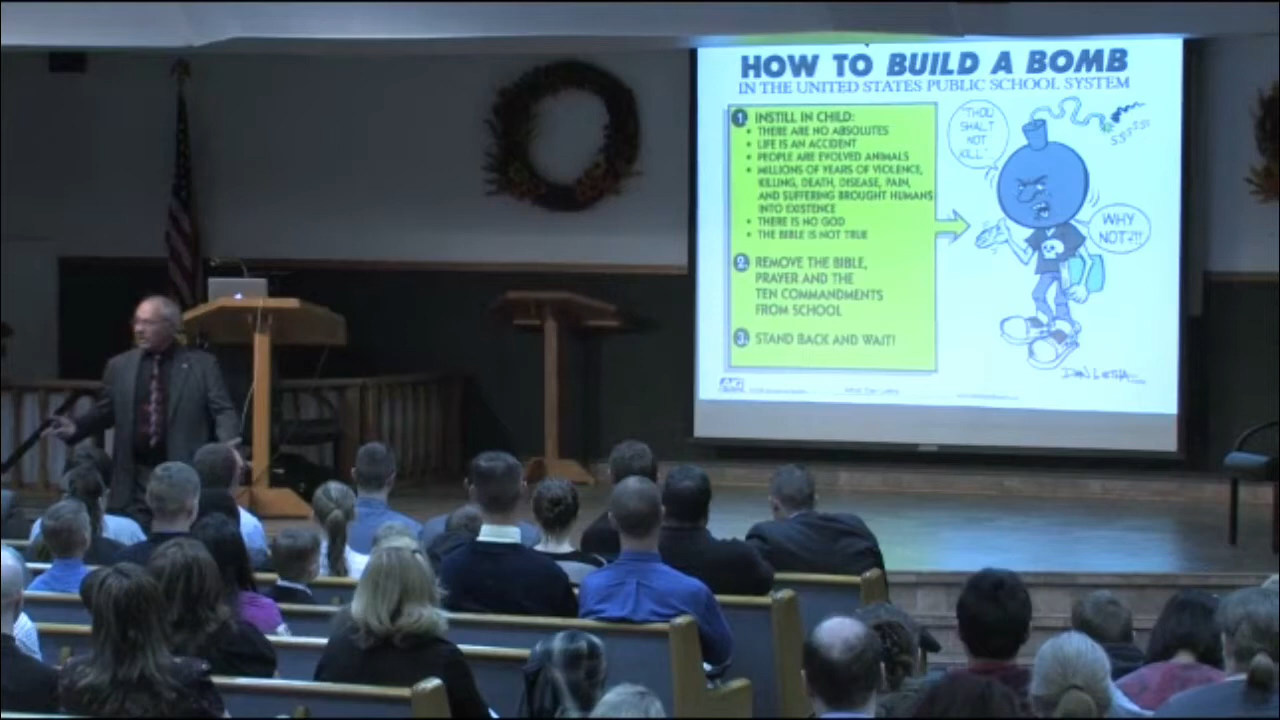 HOW TO BUILD A BOMB
IN THE UNITED STATES PUBLIC SCHOOL SYSTEM
1. INSTILL IN CHILD:
• THERE ARE NO ABSOLUTES
• LIFE IS AN ACCIDENT
• PEOPLE ARE EVOLVED ANIMALS
• MILLIONS OF YEARS OF VIOLENCE,
KILLING, DEATH, DISEASE, PAIN,
AND SUFFERING BROUGHT HUMANS
INTO EXISTENCE
• THERE IS NO GOD
• THE BIBLE IS NOT TRUE
2. REMOVE THE BIBLE,
PRAYER AND THE
TEN COMMANDMENTS
FROM SCHOOL
3. STAND BACK AND WAIT!
"THOU
SHALT
NOT
KILL".
SSSSSS
WHY
NOT?!!
DAN LIETHA